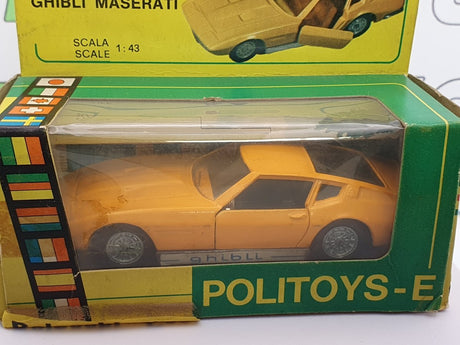 GHIBLI MASERATI
SCALA
SCALE 1:43
ghibli
POLITOYS-E